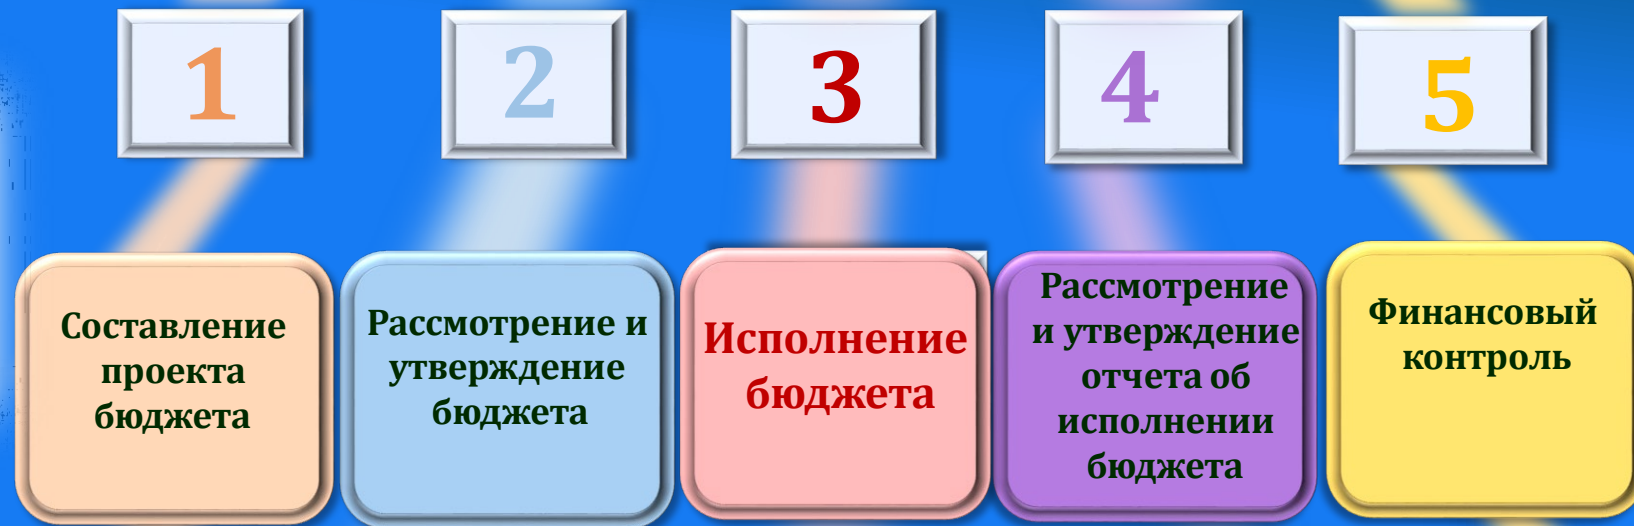 1
2
3
4
5
Составление
проекта
бюджета
Рассмотрение и
утверждение
бюджета
Исполнение
бюджета
Рассмотрение
и утверждение
отчета об
исполнении
бюджета
Финансовый
контроль